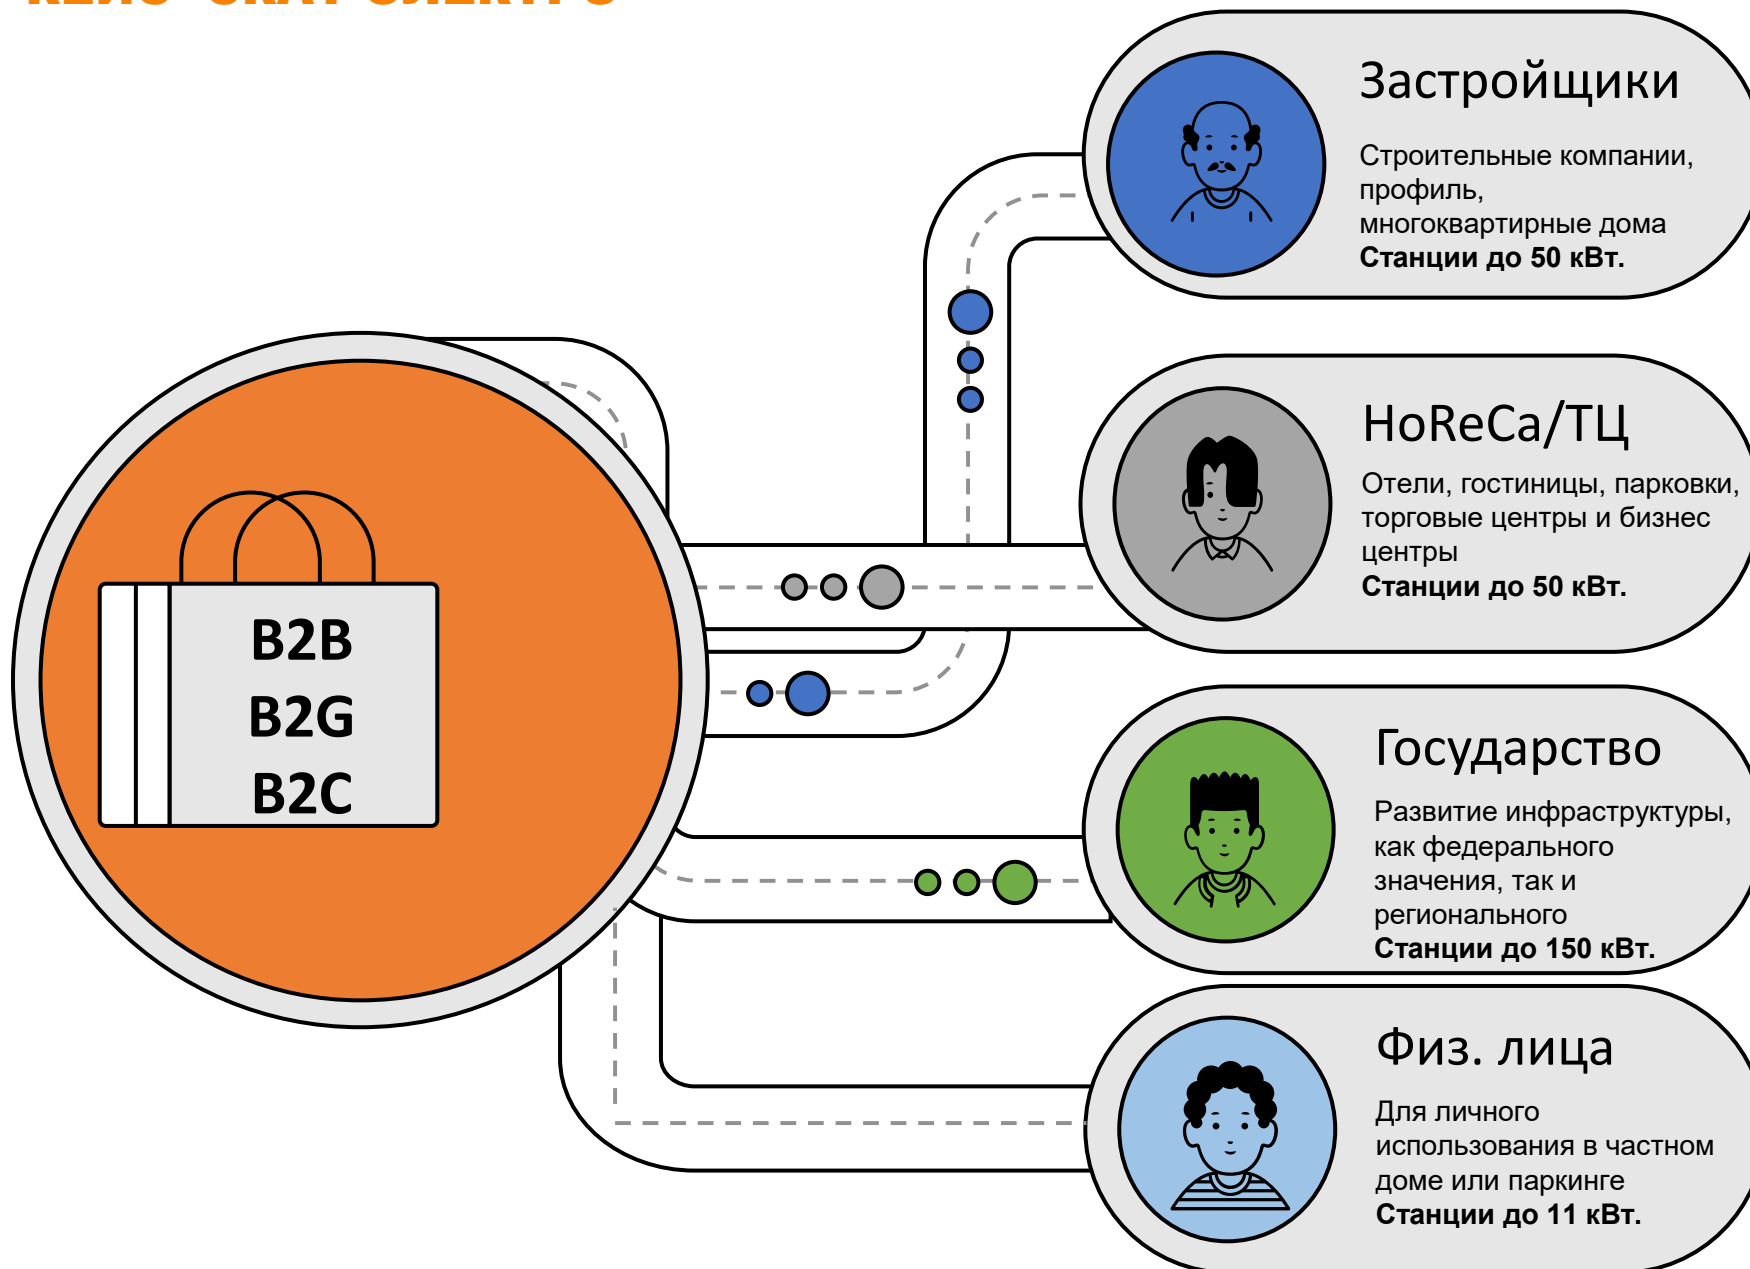 B2B
B2G
B2C
Застройщики
Строительные компании,
профиль,
многоквартирные дома
Станции до 50 кВт.
HoReCa/ТЦ
Отели, гостиницы, парковки,
торговые центры и бизнес
центры
Станции до 50 кВт.
Государство
Развитие инфраструктуры,
как федерального
значения, так и
регионального
Станции до 150 кВт.
Физ. лица
Для личного
использования в частном
доме или паркинге
Станции до 11 кВт.